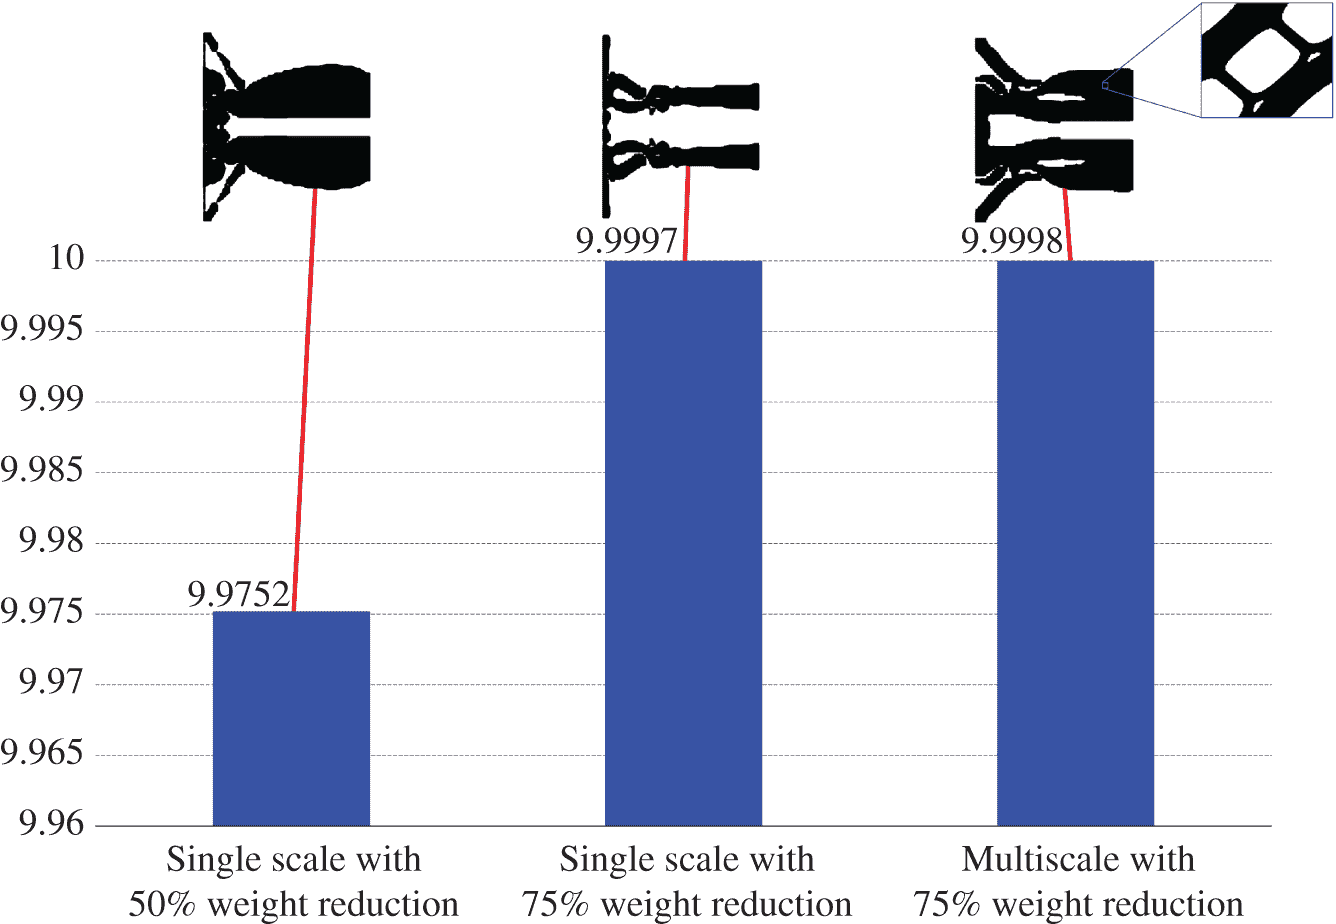 9.9997
9.9998
10
9.995
9.99
9.985
9.98
9.9752
9.975
9.97
9.965
9.96
Single scale with
50% weight reduction
Single scale with
75% weight reduction
Multiscale with
75% weight reduction